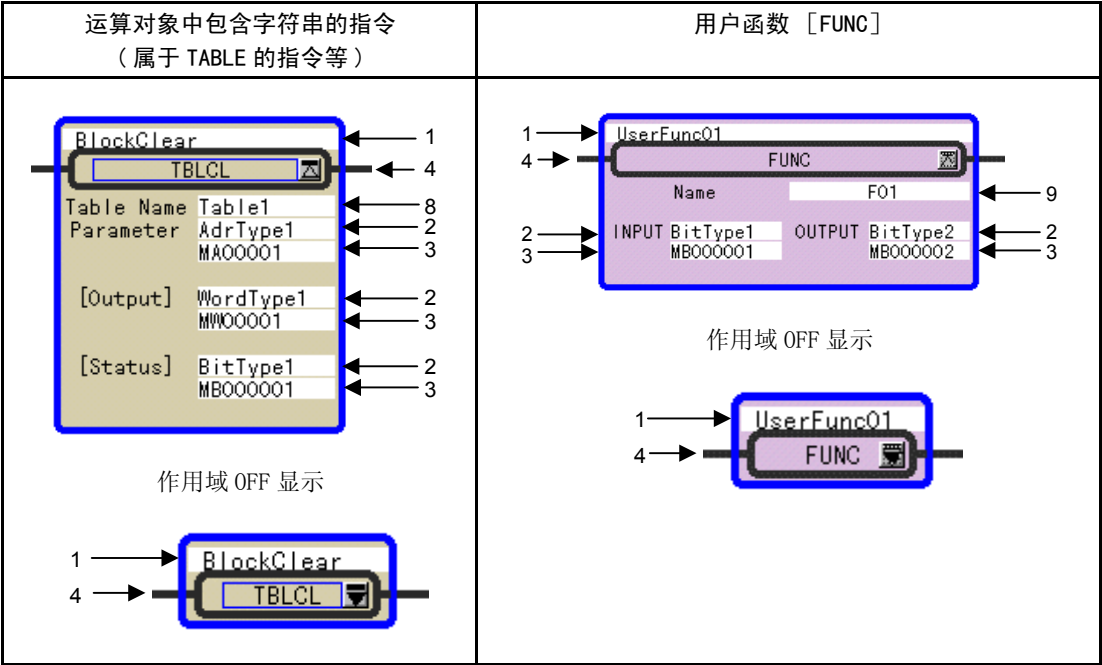 运算对象中包含字符串的指令
（属于 TABLE 的指令等）
用户函数 ［FUNC］
BlockClear
1
TBLCL
4
Table Name Table1
8
Parameter AdrType1
2
MA00001
3
[Output] WordType1
2
MW00001
3
[Status] BitType1
2
MB000001
3
作用域 OFF 显示
1
BlockClear
4
TBLCL
1
UserFunc01
4
FUNC
Name F01
9
2
INPUT BitType1 OUTPUT BitType2
2
3
MB000001 MB000002
3
作用域 OFF 显示
1
UserFunc01
4
FUNC